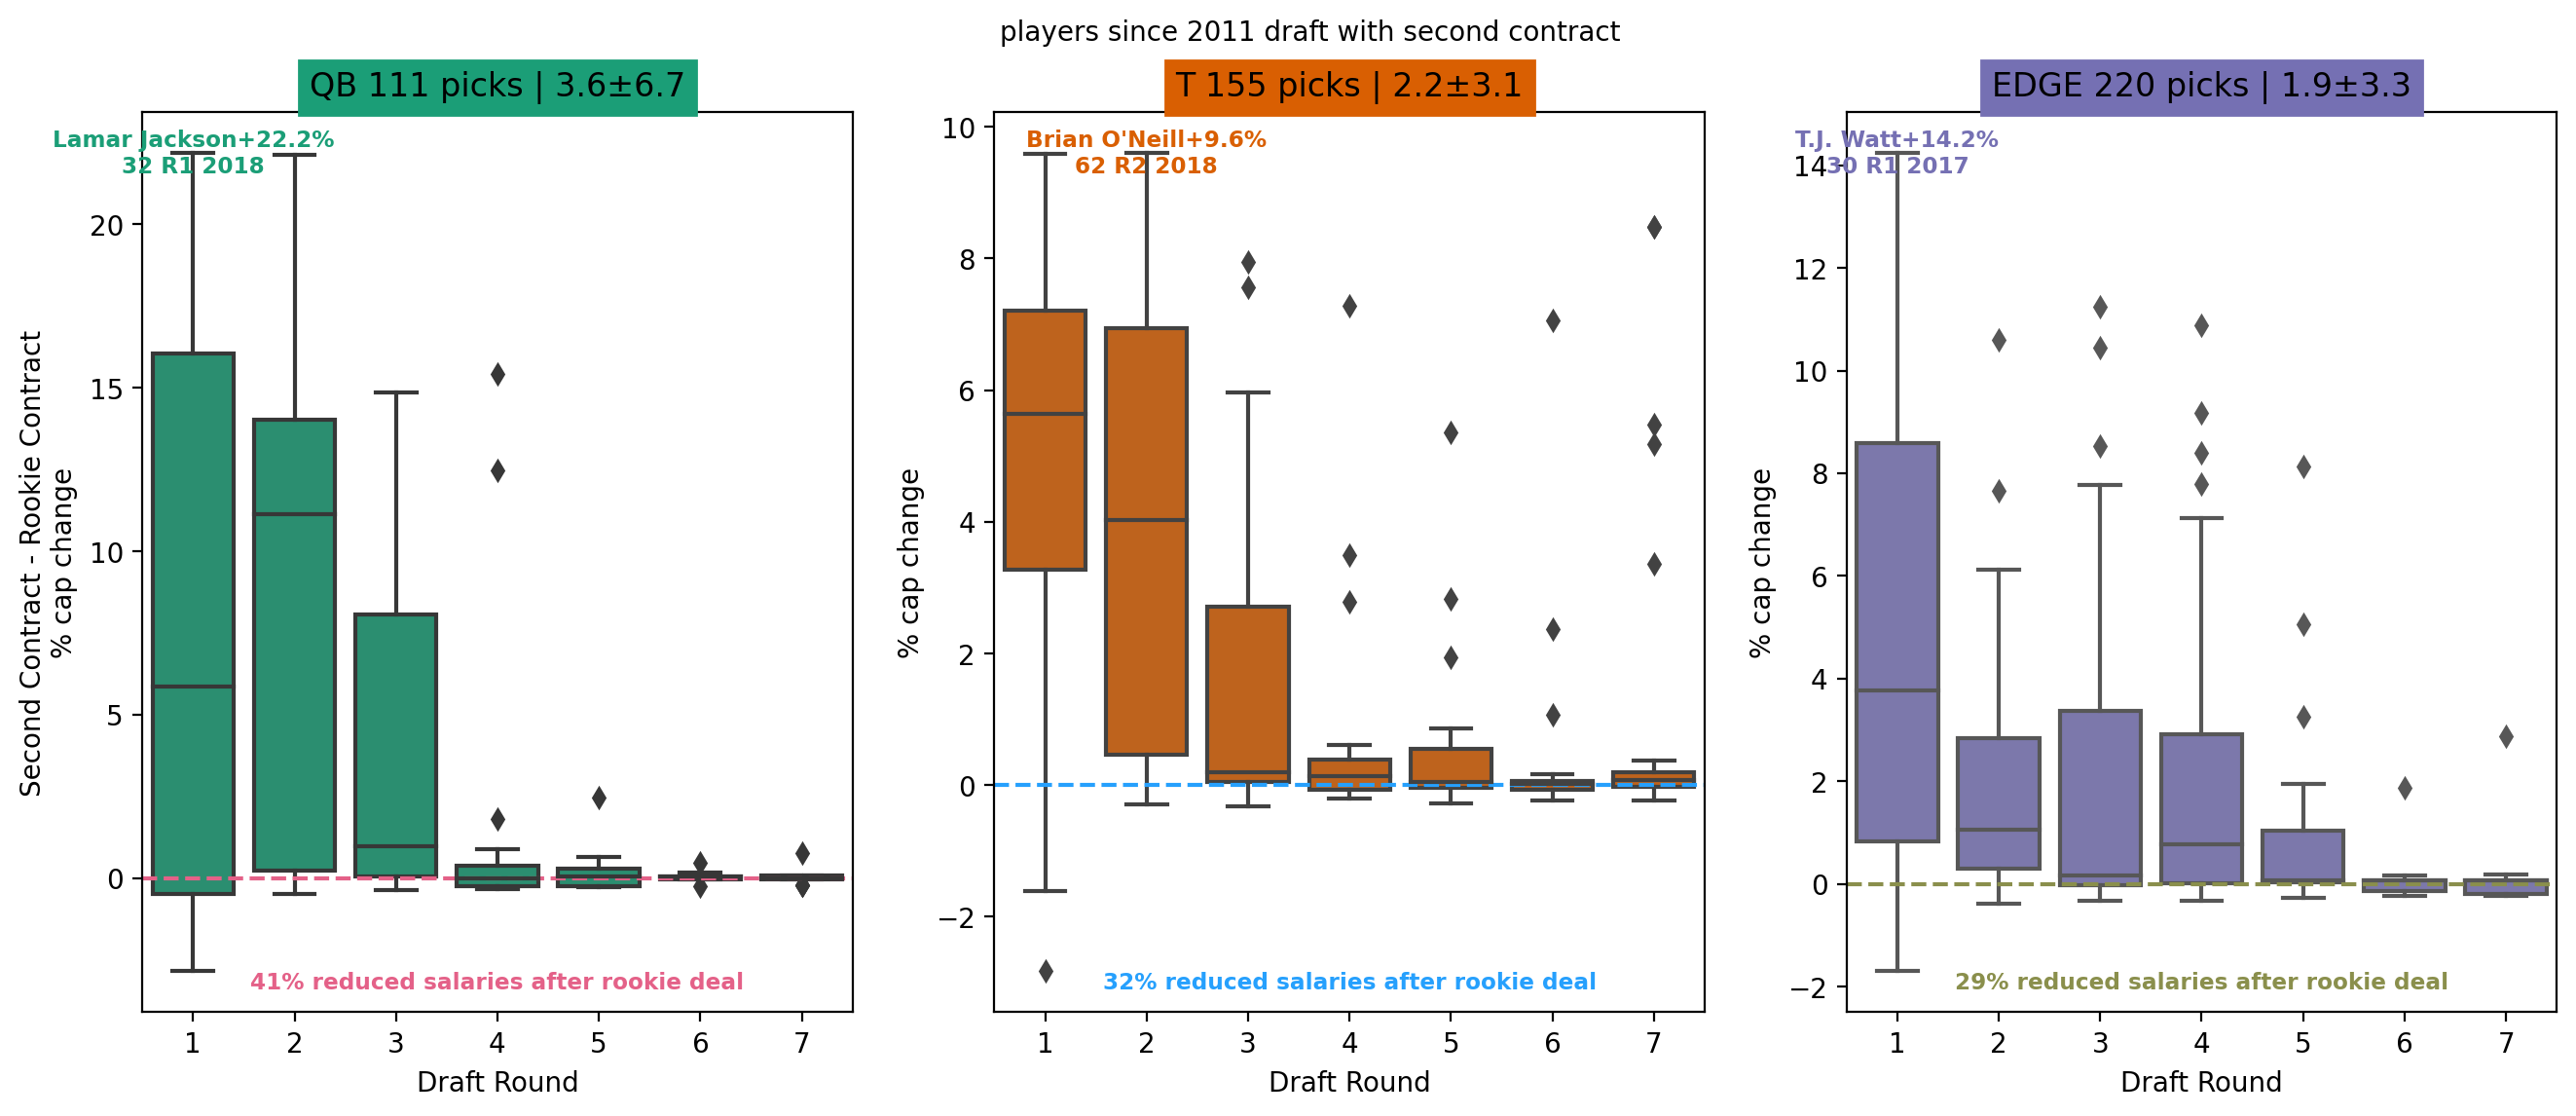 players since 2011 draft with second contract
QB 111 picks | 3.6±6.7
Lamar Jackson+22.2%
32 R1 2018
Second Contract - Rookie Contract
% cap change
20
15
10
5
0
41% reduced salaries after rookie deal
1 2 3 4 5 6 7
Draft Round
T 155 picks | 2.2±3.1
Brian O'Neill+9.6%
62 R2 2018
% cap change
10
8
6
4
2
0
−2
32% reduced salaries after rookie deal
1 2 3 4 5 6 7
Draft Round
EDGE 220 picks | 1.9±3.3
T.J. Watt+14.2%
30 R1 2017
% cap change
14
12
10
8
6
4
2
0
−2
29% reduced salaries after rookie deal
1 2 3 4 5 6 7
Draft Round